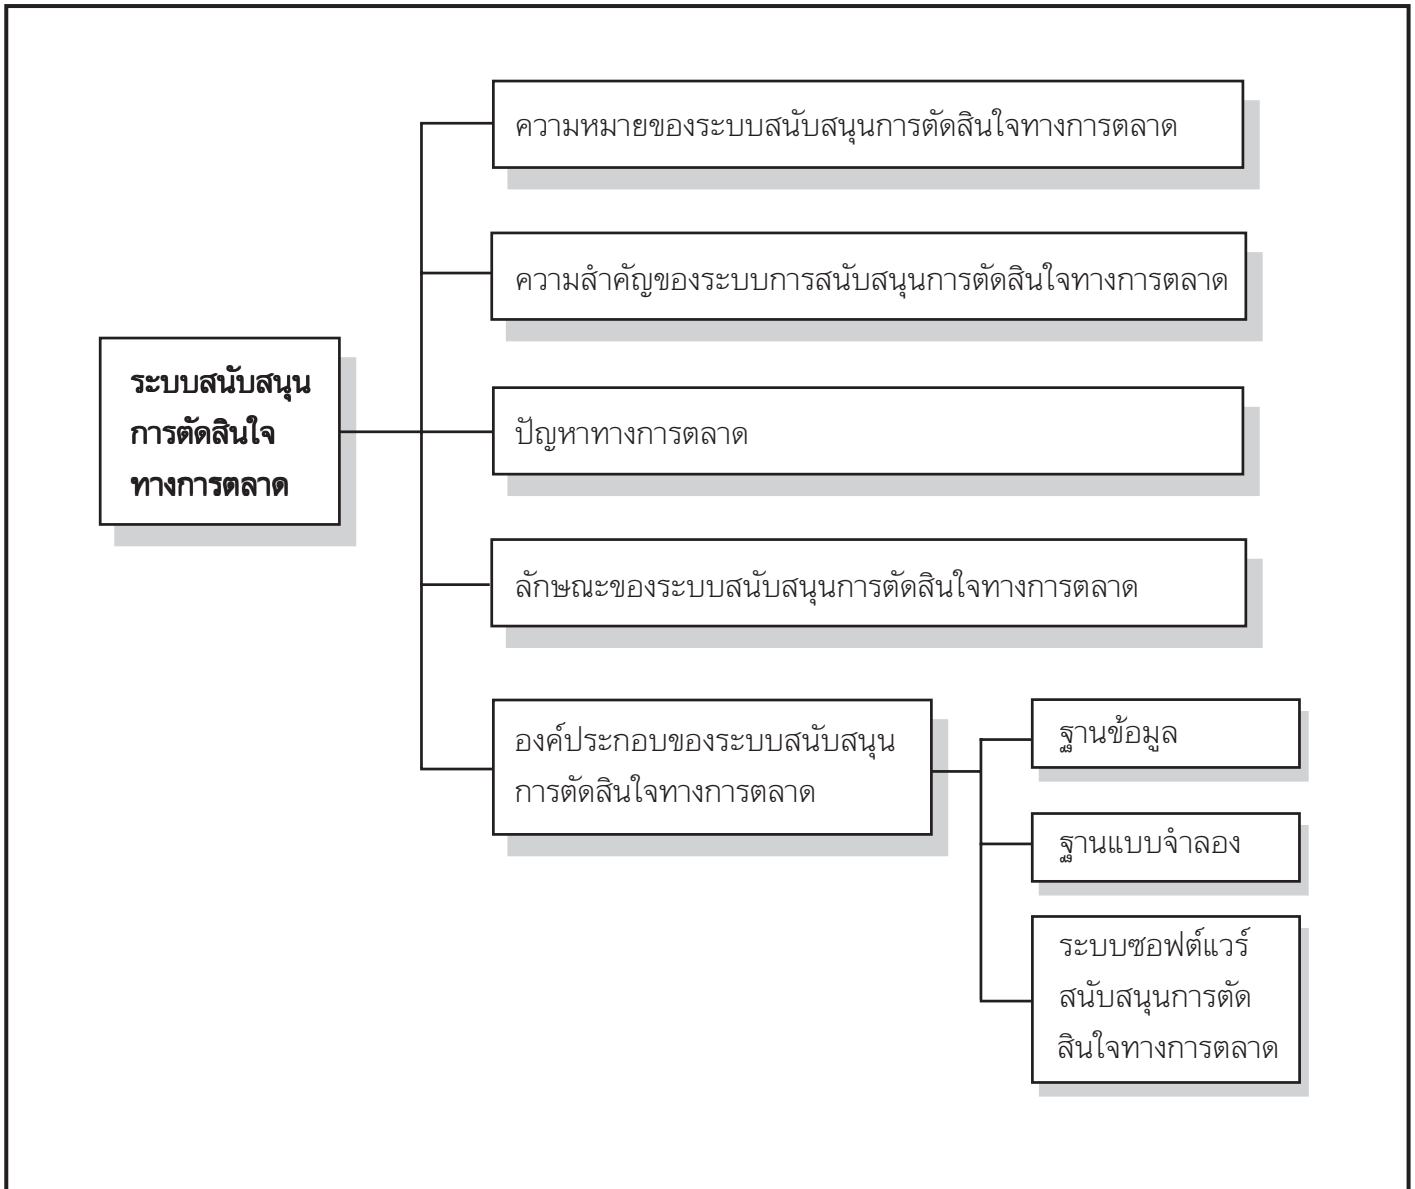 ความหมายของระบบสนับสนุนการตัดสินใจทางการตลาด
ความสำคัญของระบบการสนับสนุนการตัดสินใจทางการตลาด
ระบบสนับสนุน
การตัดสินใจ
ทางการตลาด
ปัญหาทางการตลาด
ลักษณะของระบบสนับสนุนการตัดสินใจทางการตลาด
องค์ประกอบของระบบสนับสนุน
การตัดสินใจทางการตลาด
ฐานข้อมูล
ฐานแบบจำลอง
ระบบซอฟต์แวร์
สนับสนุนการตัด
สินใจทางการตลาด